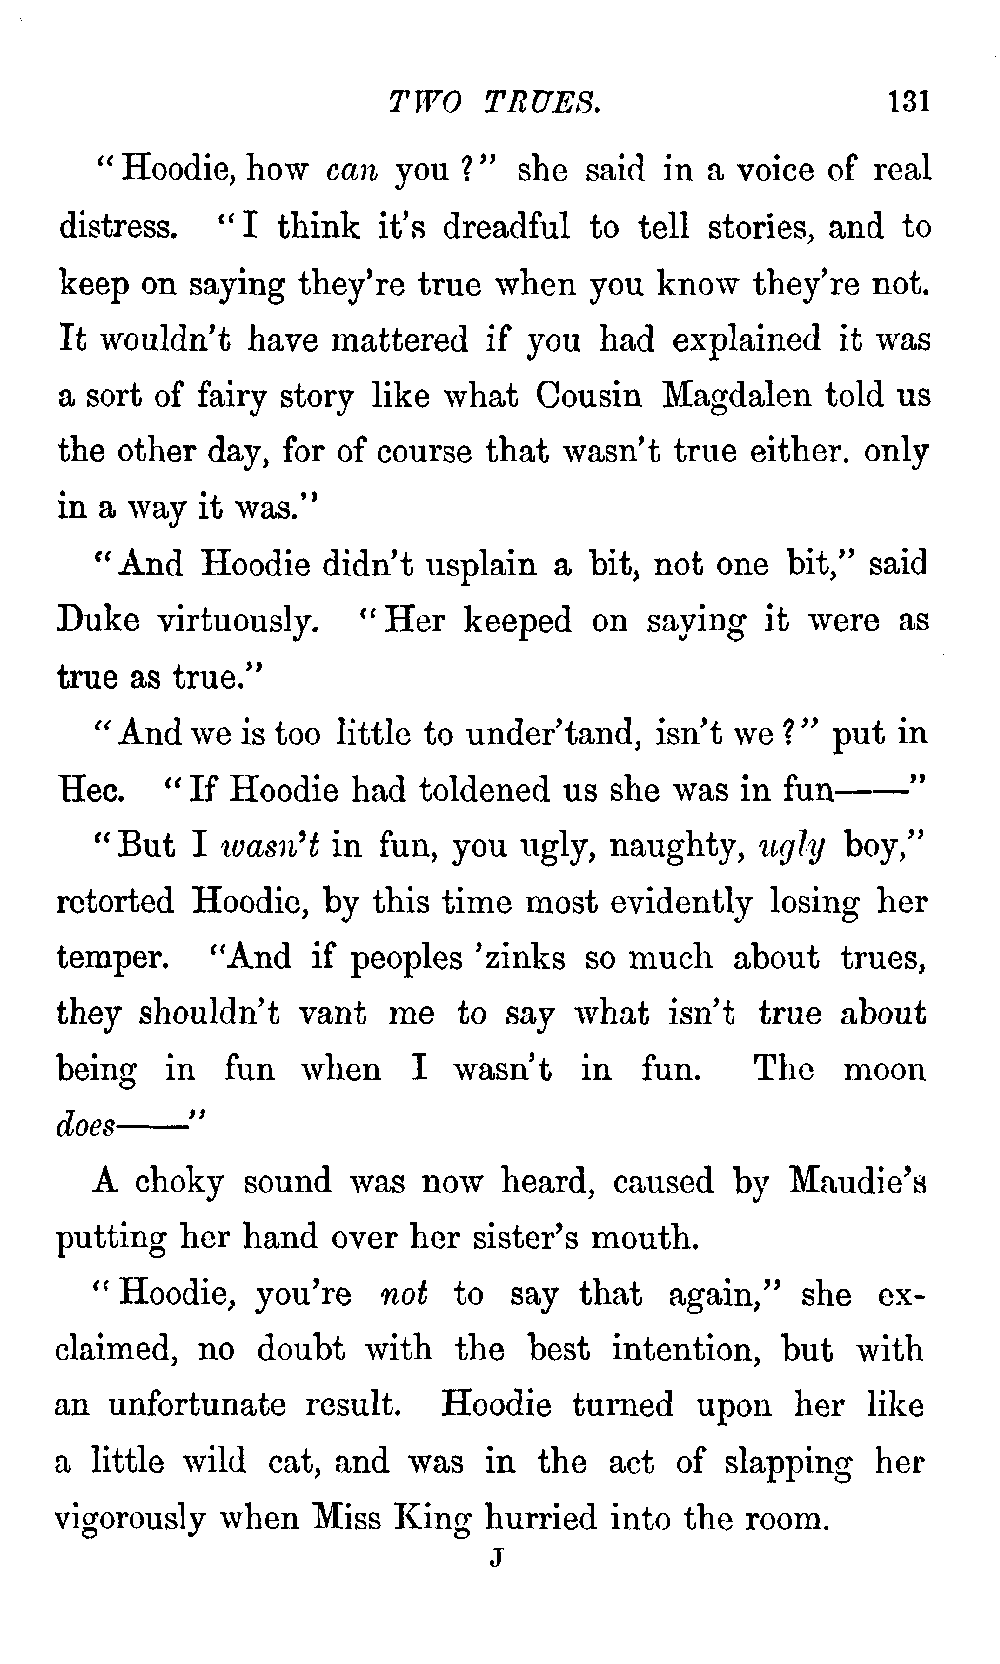 TWO TRUES. 131
“Hoodie, how can you?” she said in a voice of real
distress. “I think it’s dreadful to tell stories, and to
keep on saying they’re true when you know they’re not.
It wouldn’t have mattered if you had explained it was
a sort of fairy story like what Cousin Magdalen told us
the other day, for of course that wasn’t true either. only
in a way it was.”
“And Hoodie didn’t usplain a bit, not one bit,” said
Duke virtuously. “Her keeped on saying it were as
true as true.”
“And we is too little to under’tand, isn’t we?” put in
Hec. “If Hoodie had toldened us she was in fun——”
“But I wasn’t in fun, you ugly, naughty, ugly boy,”
retorted Hoodie, by this time most evidently losing her
temper. “And if peoples ’zinks so much about trues,
they shouldn’t vant me to say what isn’t true about
being in fun when I wasn’t in fun. The moon
does——”
A choky sound was now heard, caused by Maudie’s
putting her hand over her sister’s mouth.
“Hoodie, you’re not to say that again,” she ex-
claimed, no doubt with the best intention, but with
an unfortunate result. Hoodie turned upon her like
a little wild cat, and was in the act of slapping her
vigorously when Miss King hurried into the room.
J